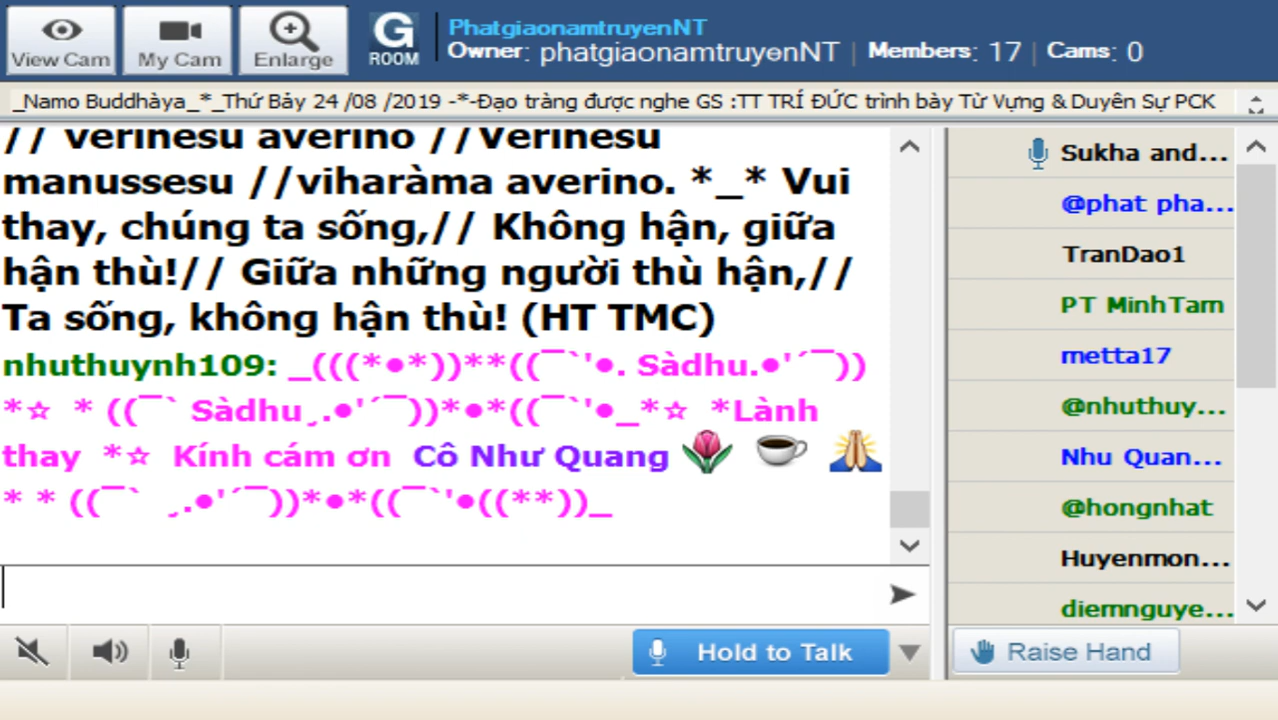 View Cam
My Cam
Enlarge
G
ROOM
PhatgiaonamtruyenNT
Owner: phatgiaonamtruyenNT | Members: 17 | Cams: 0
_Namo Buddhàya_*_Thứ Bảy 24 /08 /2019 -*-Đạo tràng được nghe GS :TT TRÍ ĐỨC trình bày Từ Vựng & Duyên Sự PCK
// verinesu averino //Verinesu
manussesu //viharàma averino. *_* Vui
thay, chúng ta sống,// Không hận, giữa
hận thù!// Giữa những người thù hận,//
Ta sống, không hận thù! (HT TMC)
nhuthuynh109: _(((*●*))**((¯`'●. Sàdhu.●'´¯))
*☆ * ((¯` Sàdhu¸.●'´¯))*●*((¯`'●_*☆ *Lành
thay *☆ Kính cám ơn Cô Như Quang 🌷 ☕ 🙏
* * ((¯` ¸.●'´¯))*●*((¯`'●((**))_
Sukha and...
@phat pha...
TranDao1
PT MinhTam
metta17
@nhuthuy...
Nhu Quan...
@hongnhat
Huyenmon...
diemnguye...
Hold to Talk
Raise Hand